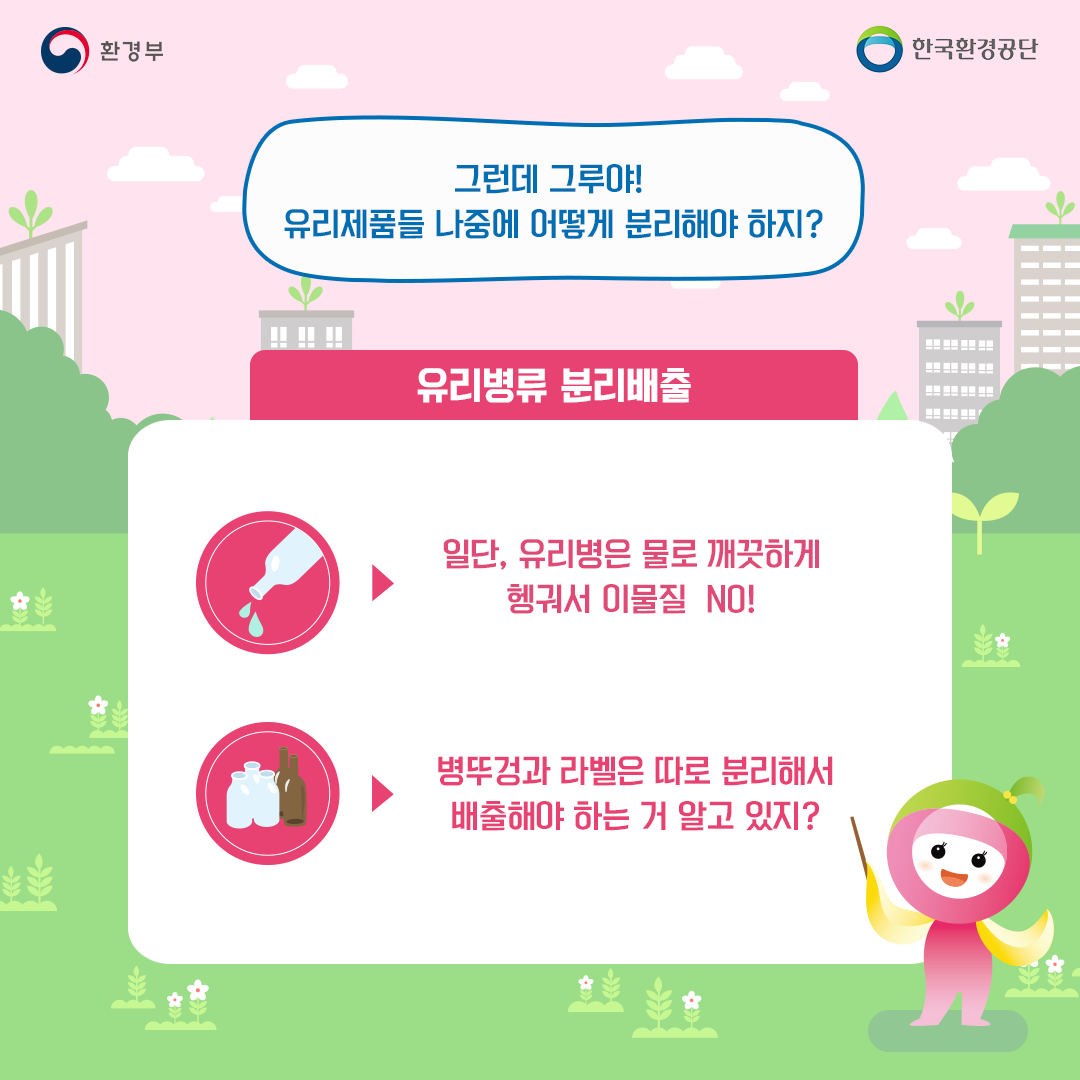 환경부
한국환경공단
그런데 그루야!
유리제품들 나중에 어떻게 분리해야 하지?
유리병류 분리배출
일단, 유리병은 물로 깨끗하게
헹궈서 이물질 NO!
병뚜겅과 라벨은 따로 분리해서
배출해야 하는 거 알고 있지?